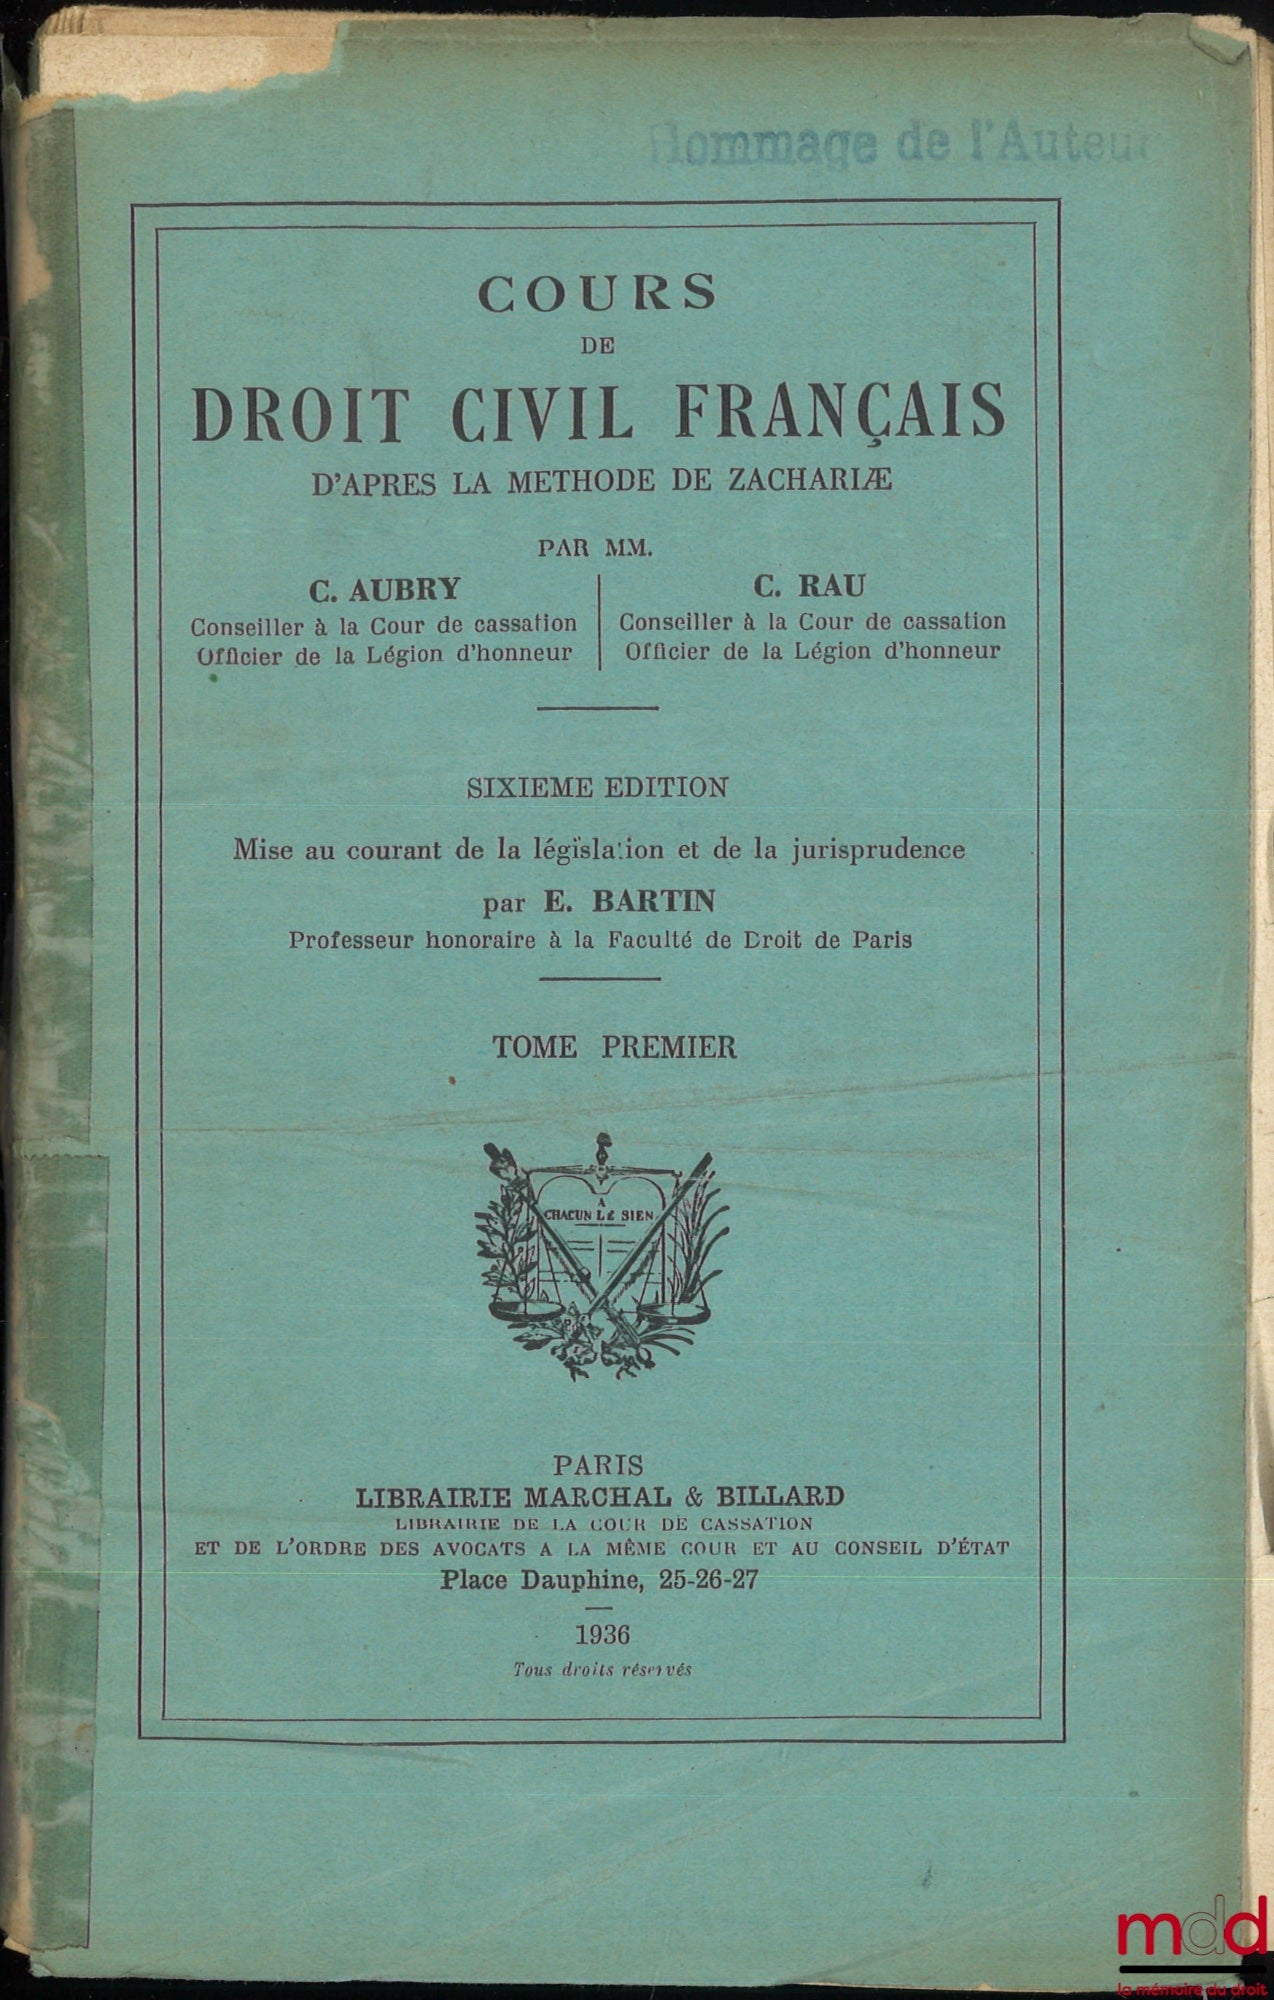 Hommage de l'Auteur
COURS
DE
DROIT CIVIL FRANÇAIS
D'APRES LA METHODE DE ZACHARIÆ
PAR MM.
C. AUBRY
Conseiller à la Cour de cassation
Officier de la Légion d'honneur
C. RAU
Conseiller à la Cour de cassation
Officier de la Légion d'honneur
SIXIEME EDITION
Mise au courant de la législation et de la jurisprudence
par E. BARTIN
Professeur honoraire à la Faculté de Droit de Paris
TOME PREMIER
A
CHACUN LE SIEN
PARIS
LIBRAIRIE MARCHAL & BILLARD
LIBRAIRIE DE LA COUR DE CASSATION
ET DE L'ORDRE DES AVOCATS A LA MÊME COUR ET AU CONSEIL D'ÉTAT
Place Dauphine, 25-26-27
1936
Tous droits réservés
mdd
la mémoire du droit